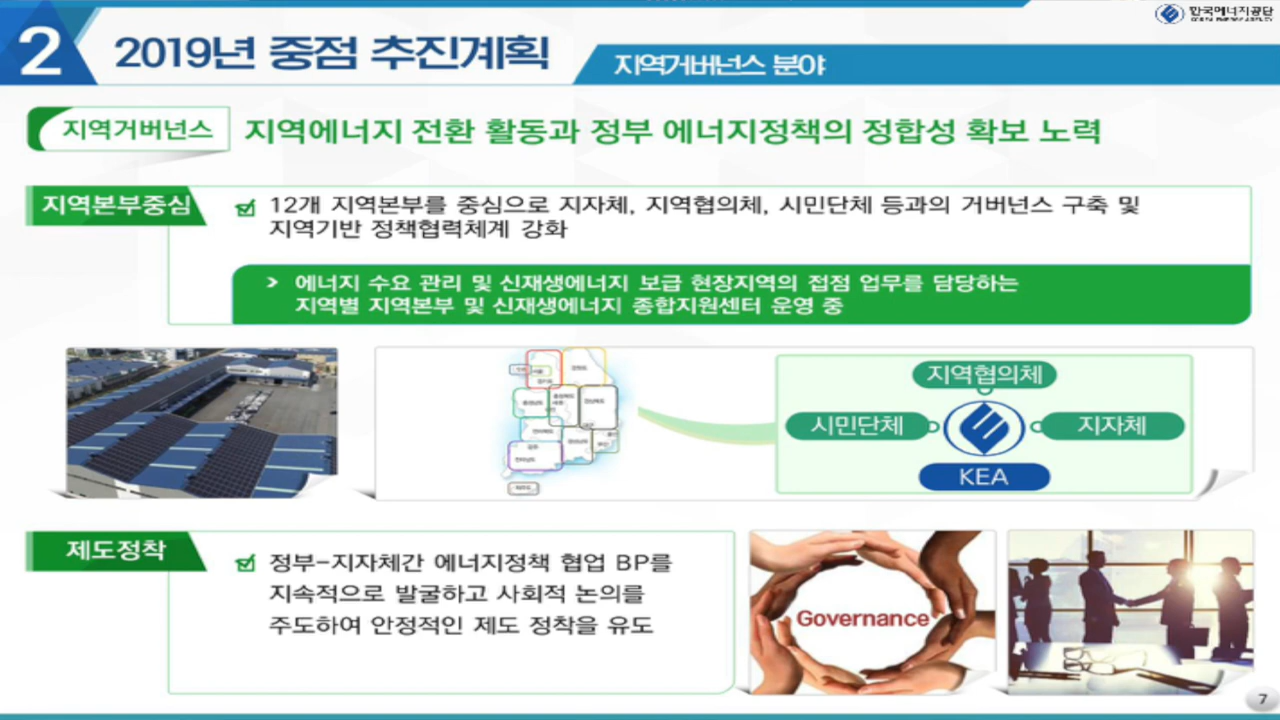 한국에너지공단
2
2019년 중점 추진계획
지역거버넌스 분야
지역거버넌스
지역에너지 전환 활동과 정부 에너지정책의 정합성 확보 노력
지역본부중심
12개 지역본부를 중심으로 지자체, 지역협의체, 시민단체 등과의 거버넌스 구축 및
지역기반 정책협력체계 강화
> 에너지 수요 관리 및 신재생에너지 보급 현장지역의 접점 업무를 담당하는
지역별 지역본부 및 신재생에너지 종합지원센터 운영 중
지역협의체
시민단체
지자체
KEA
제도정착
정부-지자체간 에너지정책 협업 BP를
지속적으로 발굴하고 사회적 논의를
주도하여 안정적인 제도 정착을 유도
Governance
7